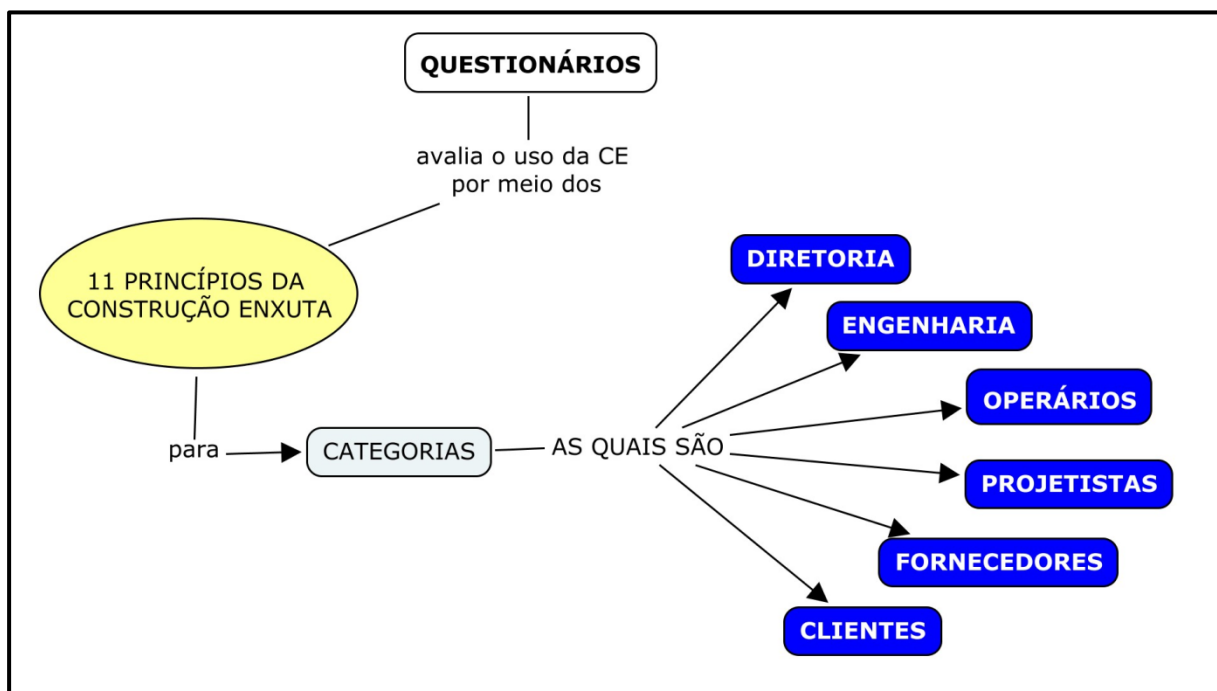 QUESTIONÁRIOS
avalia o uso da CE
por meio dos
11 PRINCÍPIOS DA
CONSTRUÇÃO ENXUTA
para
CATEGORIAS
AS QUAIS SÃO
DIRETORIA
ENGENHARIA
OPERÁRIOS
PROJETISTAS
FORNECEDORES
CLIENTES